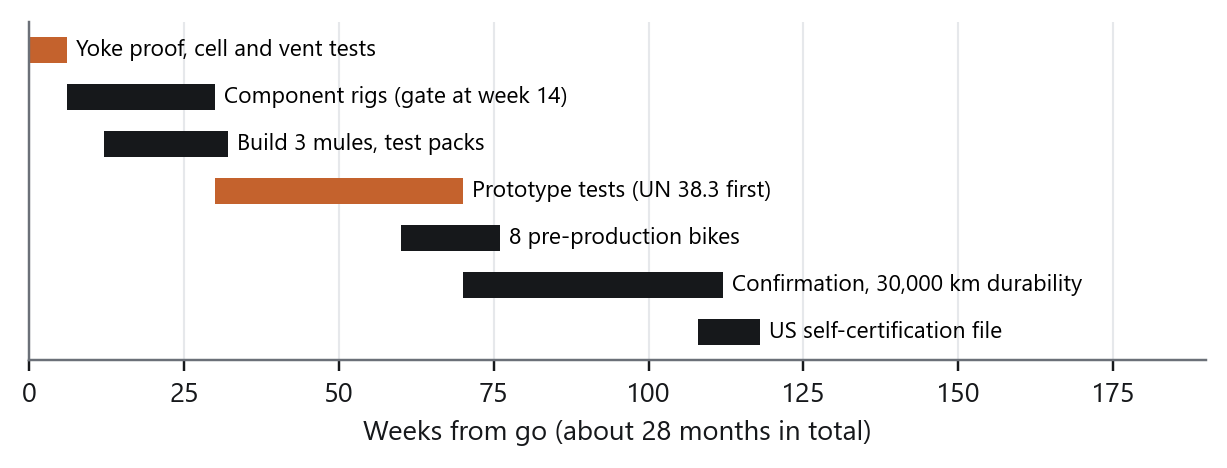 Yoke proof, cell and vent tests
Component rigs (gate at week 14)
Build 3 mules, test packs
Prototype tests (UN 38.3 first)
8 pre-production bikes
Confirmation, 30,000 km durability
US self-certification file
0 25 50 75 100 125 150 175
Weeks from go (about 28 months in total)